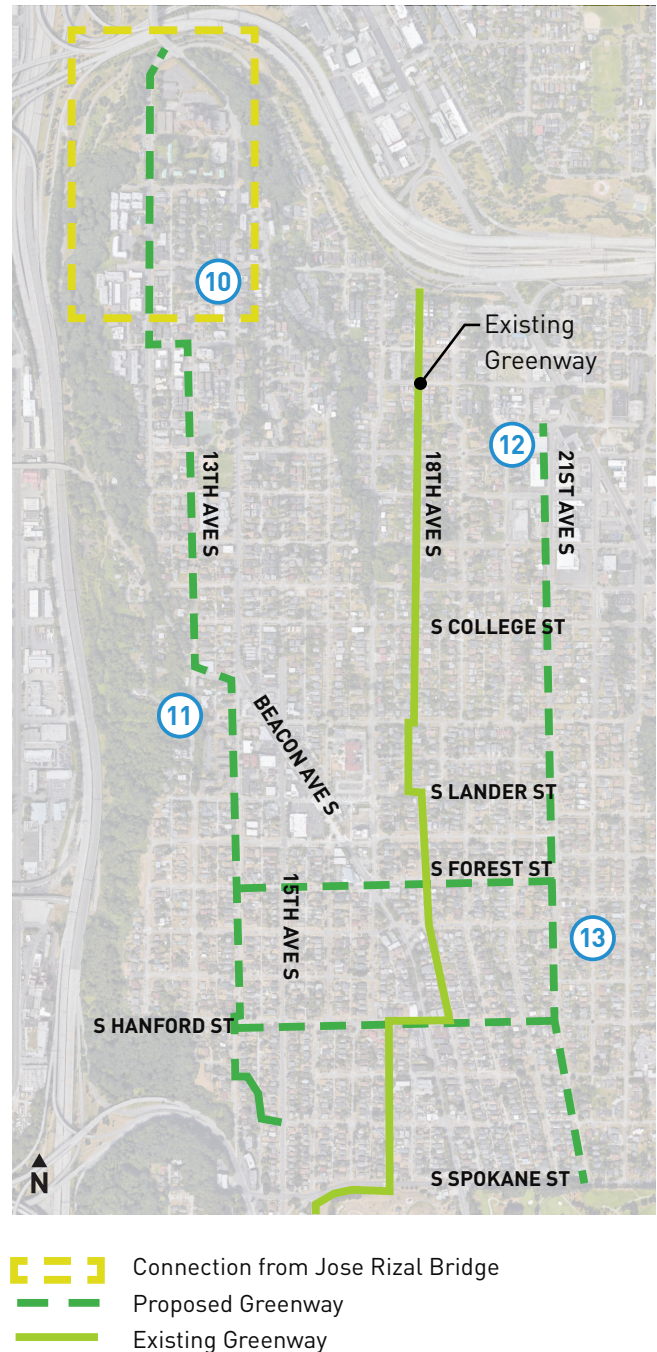 10
Existing
Greenway
12
13TH AVE S
18TH AVE S
21ST AVE S
S COLLEGE ST
11
BEACON AVE S
S LANDER ST
S FOREST ST
15TH AVE S
13
S HANFORD ST
N
S SPOKANE ST
Connection from Jose Rizal Bridge
Proposed Greenway
Existing Greenway